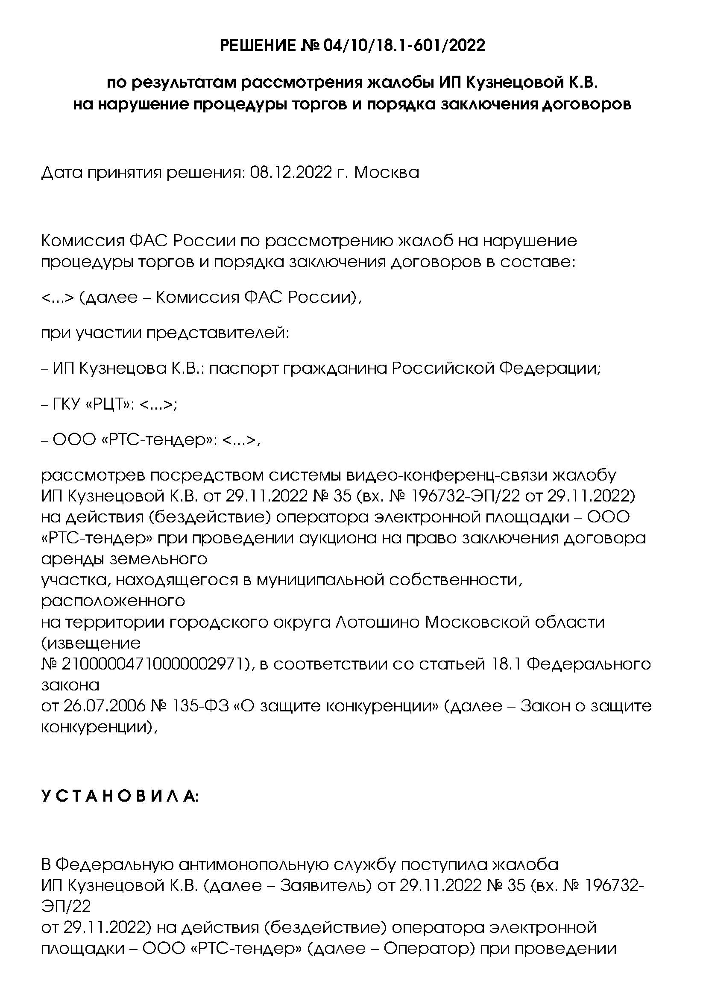 РЕШЕНИЕ № 04/10/18.1-601/2022
по результатам рассмотрения жалобы ИП Кузнецовой К.В.
на нарушение процедуры торгов и порядка заключения договоров
Дата принятия решения: 08.12.2022 г. Москва
Комиссия ФАС России по рассмотрению жалоб на нарушение
процедуры торгов и порядка заключения договоров в составе:
<...> (далее – Комиссия ФАС России),
при участии представителей:
– ИП Кузнецова К.В.: паспорт гражданина Российской Федерации;
– ГКУ «РЦТ»: <...>;
– ООО «РТС-тендер»: <...>,
рассмотрев посредством системы видео-конференц-связи жалобу
ИП Кузнецовой К.В. от 29.11.2022 № 35 (вх. № 196732-ЭП/22 от 29.11.2022)
на действия (бездействие) оператора электронной площадки – ООО
«РТС-тендер» при проведении аукциона на право заключения договора
аренды земельного
участка, находящегося в муниципальной собственности,
расположенного
на территории городского округа Лотошино Московской области
(извещение
№ 21000004710000002971), в соответствии со статьей 18.1 Федерального
закона
от 26.07.2006 № 135-ФЗ «О защите конкуренции» (далее – Закон о защите
конкуренции),
У С Т А Н О В И Л А:
В Федеральную антимонопольную службу поступила жалоба
ИП Кузнецовой К.В. (далее – Заявитель) от 29.11.2022 № 35 (вх. № 196732-
ЭП/22
от 29.11.2022) на действия (бездействие) оператора электронной
площадки – ООО «РТС-тендер» (далее – Оператор) при проведении